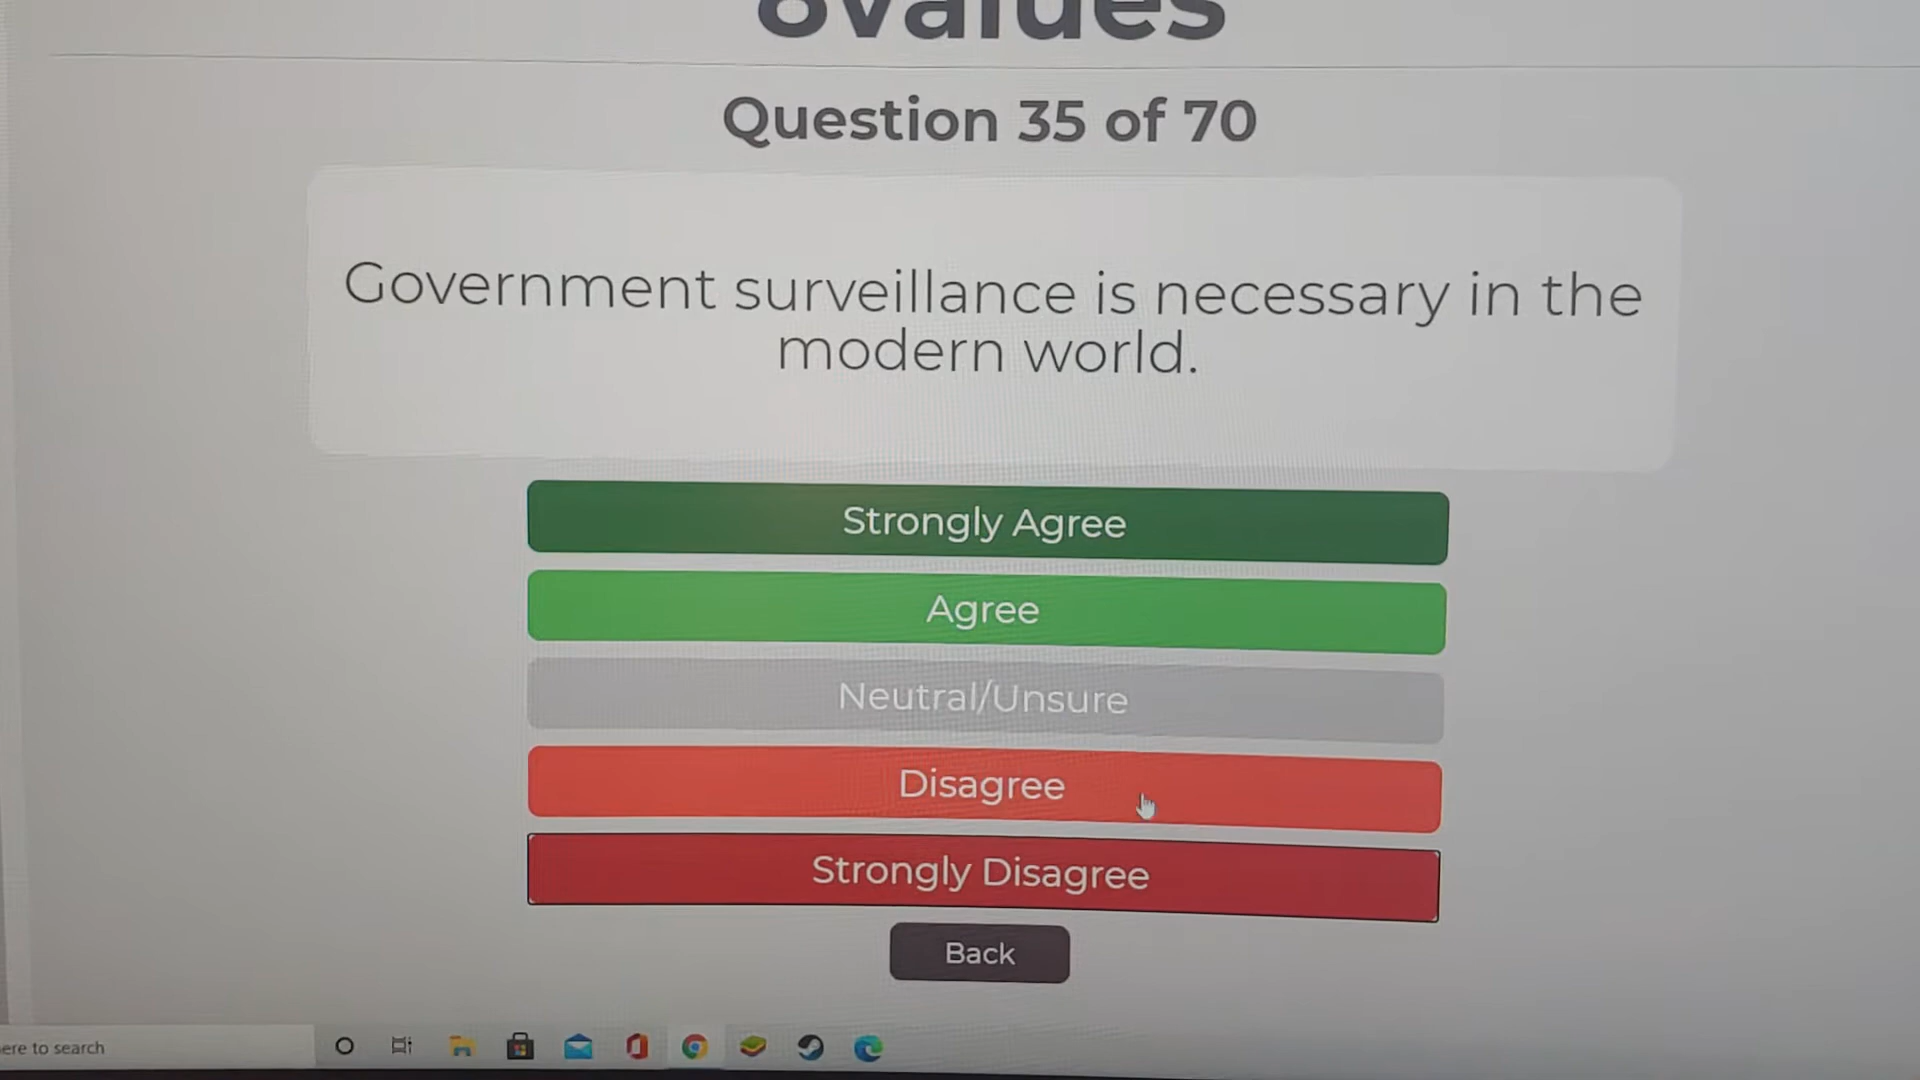 8values
Question 35 of 70
Government surveillance is necessary in the
modern world.
Strongly Agree
Agree
Neutral/Unsure
Disagree
Strongly Disagree
Back
ere to search